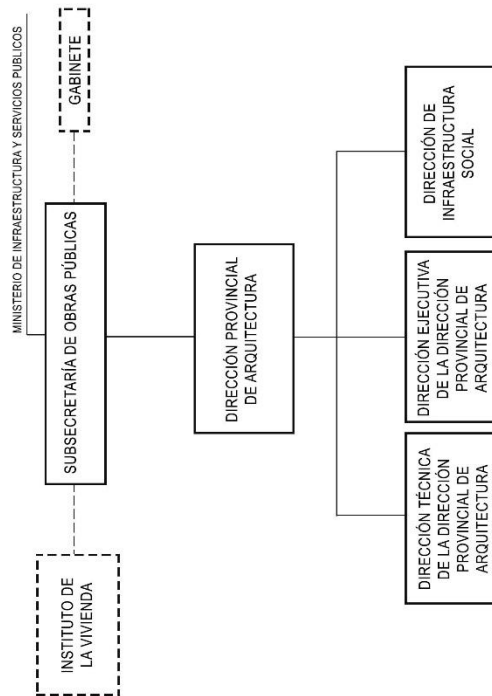 MINISTERIO DE INFRAESTRUCTURA Y SERVICIOS PUBLICOS
INSTITUTO DE
LA VIVIENDA
SUBSECRETARÍA DE OBRAS PÚBLICAS
GABINETE
DIRECCIÓN PROVINCIAL
DE ARQUITECTURA
DIRECCIÓN TÉCNICA
DE LA DIRECCIÓN
PROVINCIAL DE
ARQUITECTURA
DIRECCIÓN EJECUTIVA
DE LA DIRECCIÓN
PROVINCIAL DE
ARQUITECTURA
DIRECCIÓN DE
INFRAESTRUCTURA
SOCIAL